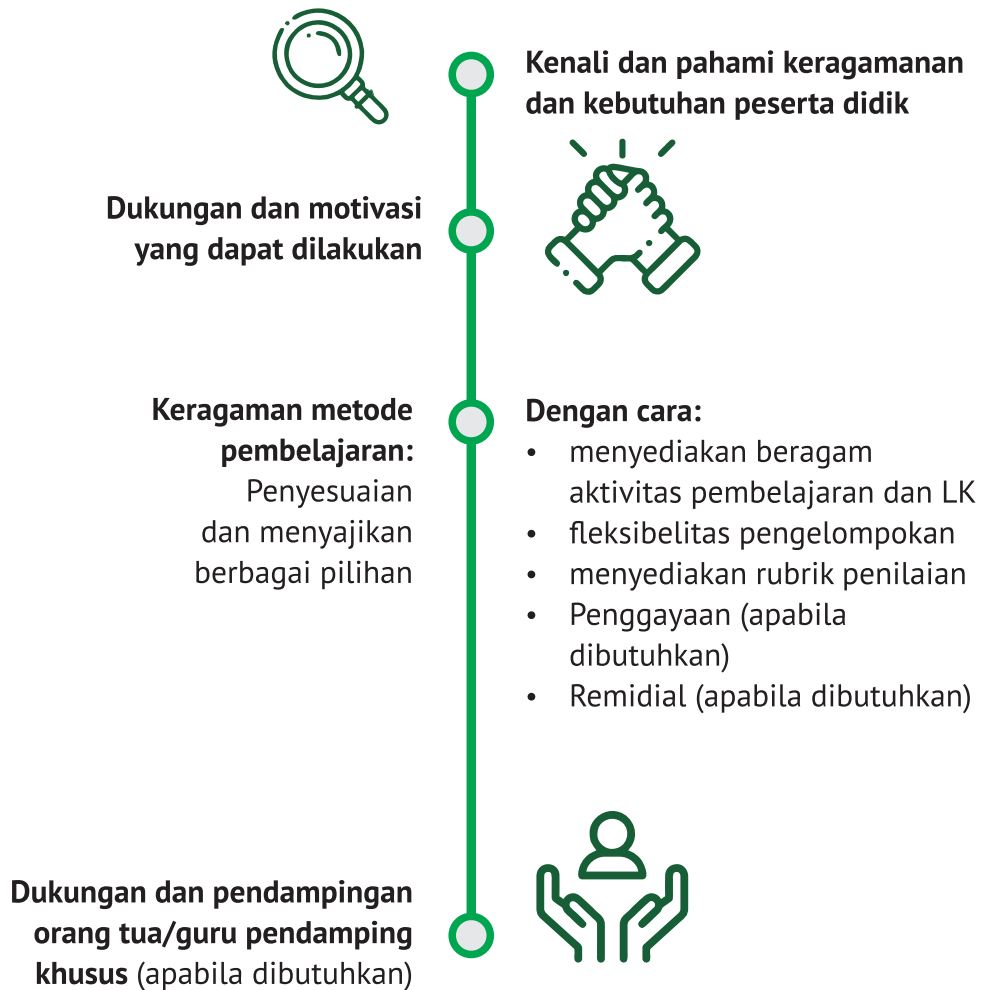 Kenali dan pahami keragamanan
dan kebutuhan peserta didik
Dukungan dan motivasi
yang dapat dilakukan
Keragaman metode
pembelajaran:
Penyesuaian
dan menyajikan
berbagai pilihan
Dengan cara:
• menyediakan beragam
aktivitas pembelajaran dan LK
• fleksibelitas pengelompokan
• menyediakan rubrik penilaian
• Penggayaan (apabila
dibutuhkan)
• Remidial (apabila dibutuhkan)
Dukungan dan pendampingan
orang tua/guru pendamping
khusus (apabila dibutuhkan)